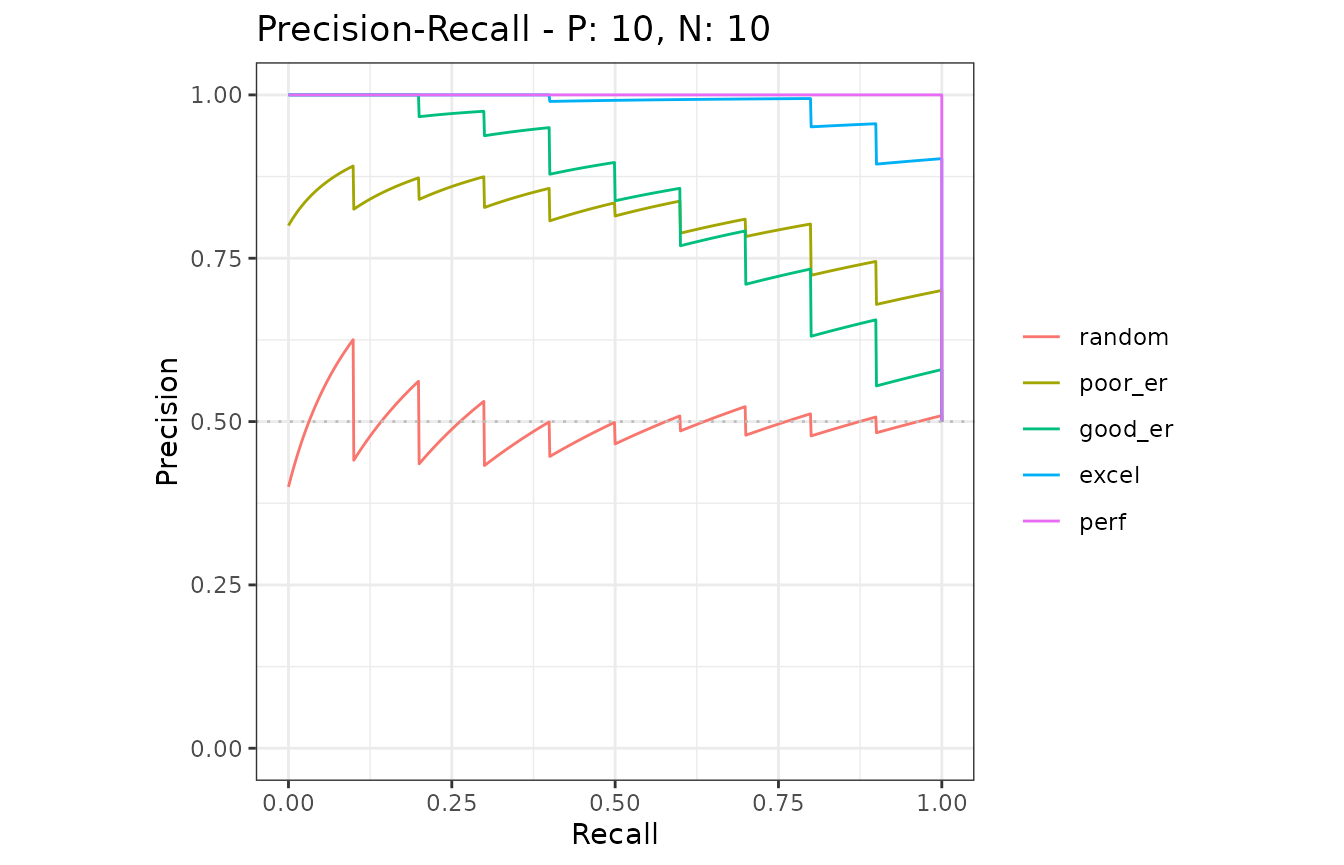 Precision-Recall - P: 10, N: 10
1.00
0.75
0.50
0.25
0.00
Precision
0.00 0.25 0.50 0.75 1.00
Recall
random
poor_er
good_er
excel
perf